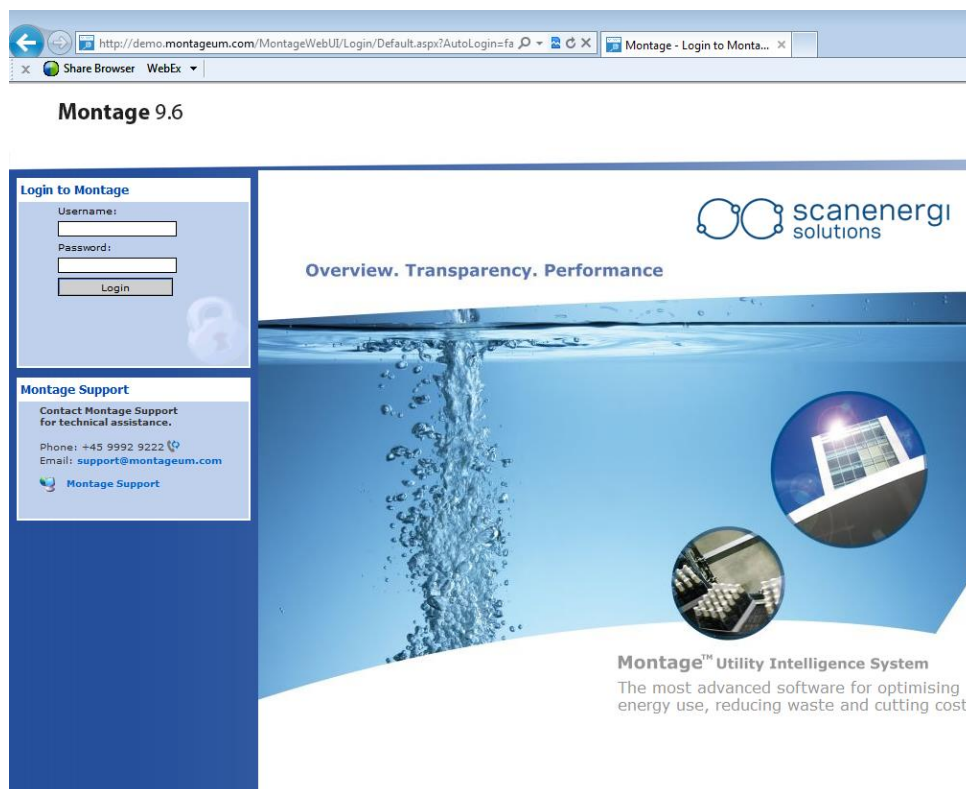 http://demo.montageum.com/MontageWebUI/Login/Default.aspx?AutoLogin=fa
Montage - Login to Monta...
Share Browser WebEx
Montage 9.6
Login to Montage
Username:
Password:
Login
Montage Support
Contact Montage Support
for technical assistance.
Phone: +45 9992 9222
Email: support@montageum.com
Montage Support
scanenergi
solutions
Overview. Transparency. Performance
Montage™ Utility Intelligence System
The most advanced software for optimising
energy use, reducing waste and cutting cost